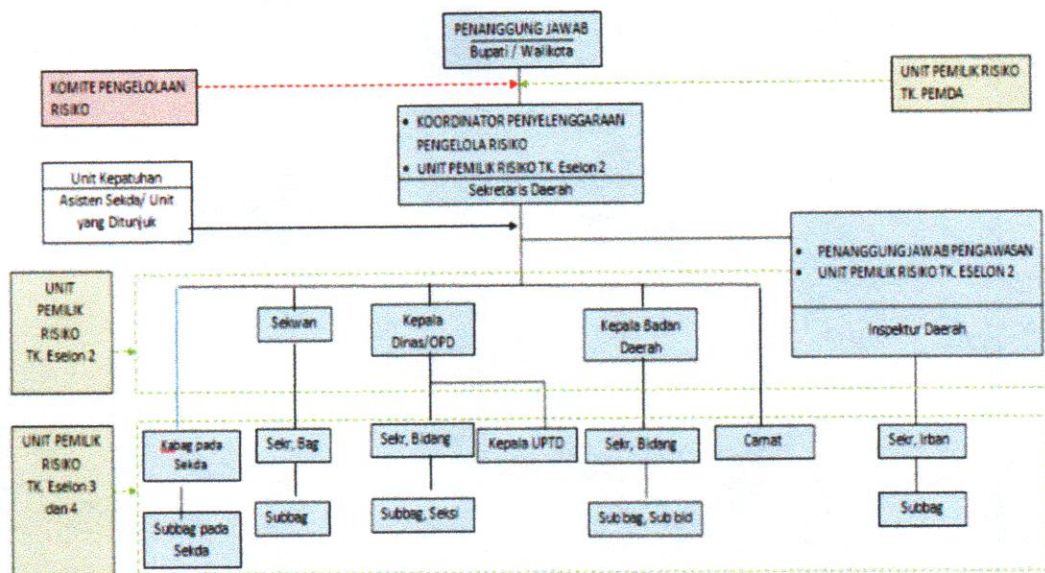 PENANGGUNG JAWAB
Bupati / Walikota
KOMITE PENGELOLAAN
RISIKO
UNIT PEMILIK RISIKO
TK. PEMDA
• KOORDINATOR PENYELENGGARAAN
PENGELOLA RISIKO
• UNIT PEMILIK RISIKO TK. Eselon 2
Sekretaris Daerah
Unit Kepatuhan
Asisten Sekda/ Unit
yang Ditunjuk
• PENANGGUNG JAWAB PENGAWASAN
• UNIT PEMILIK RISIKO TK. ESELON 2
Inspektur Daerah
UNIT
PEMILIK
RISIKO
TK. Eselon 2
Sekwan
Kepala
Dinas/OPD
Kepala Badan
Daerah
UNIT PEMILIK
RISIKO
TK. Eselon 3
dan 4
Kabag pada
Sekda
Sekr, Bag
Sekr, Bidang
Kepala UPTD
Sekr, Bidang
Camat
Sekr, Irban
Subbag pada
Sekda
Subbag
Subbag, Seksi
Sub bag, Sub bid
Subbag